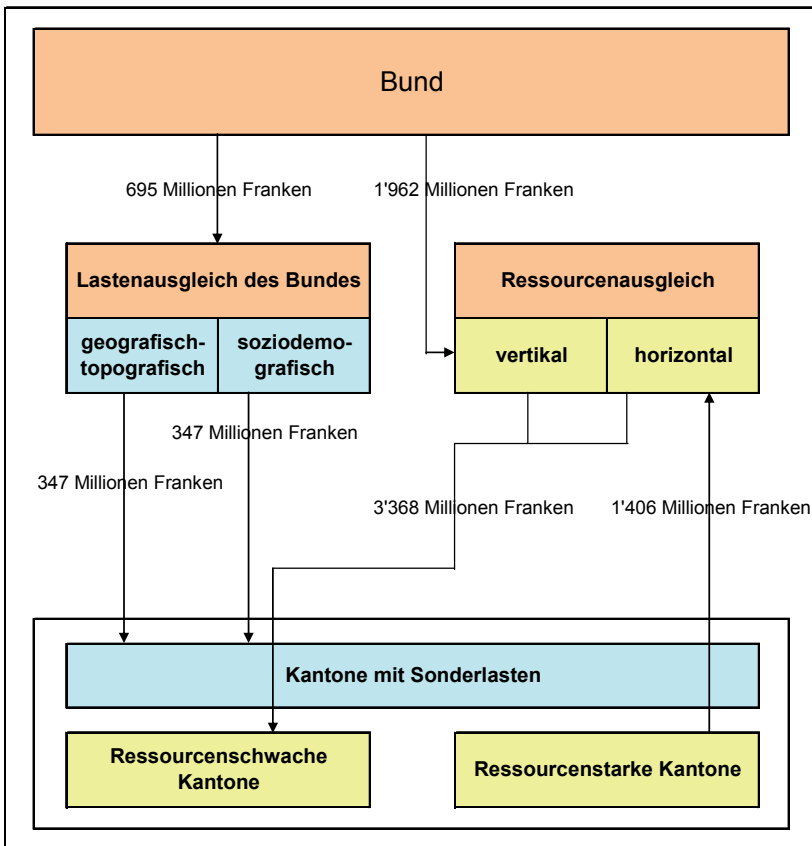 Bund
695 Millionen Franken
1'962 Millionen Franken
Lastenausgleich des Bundes
geografisch-
topografisch
soziodemo-
grafisch
Ressourcenausgleich
vertikal
horizontal
347 Millionen Franken
347 Millionen Franken
3'368 Millionen Franken
1'406 Millionen Franken
Kantone mit Sonderlasten
Ressourcenschwache
Kantone
Ressourcenstarke Kantone